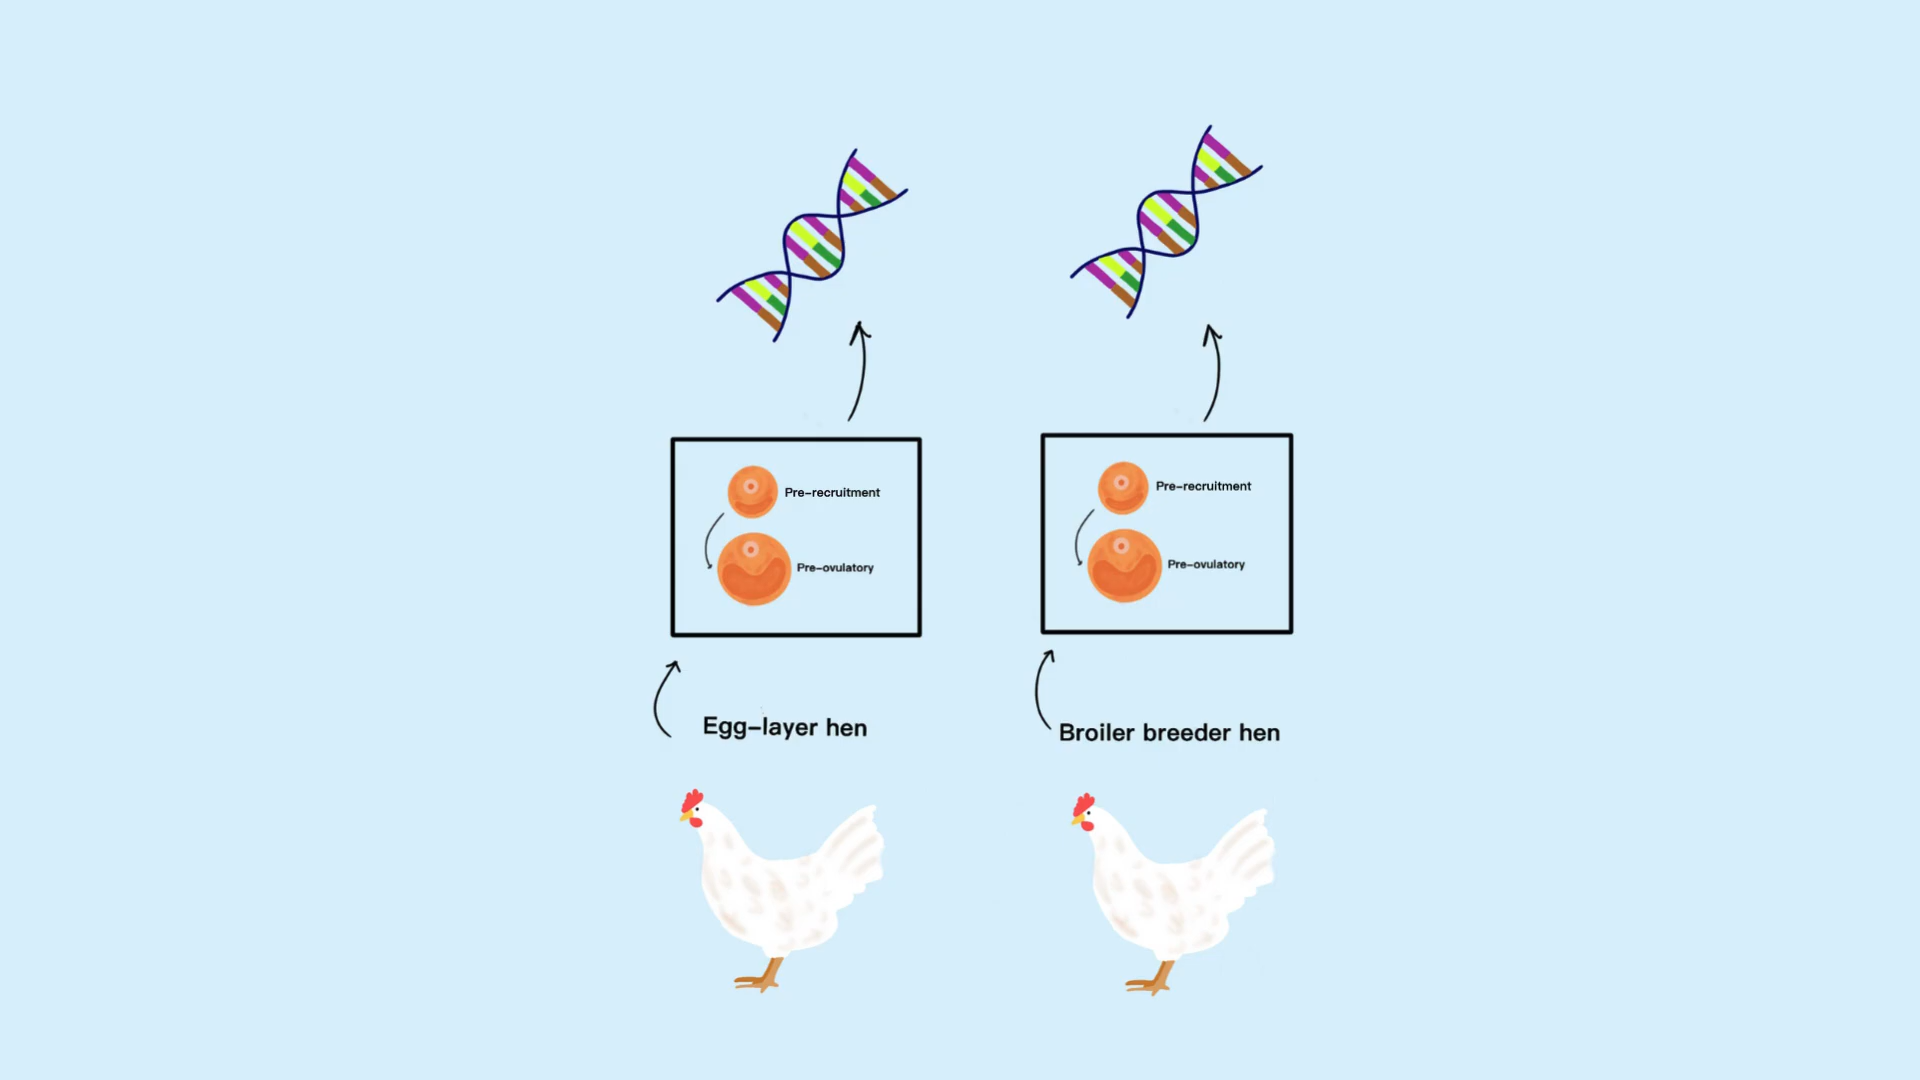 Pre-recruitment
Pre-ovulatory
Egg-layer hen
Pre-recruitment
Pre-ovulatory
Broiler breeder hen